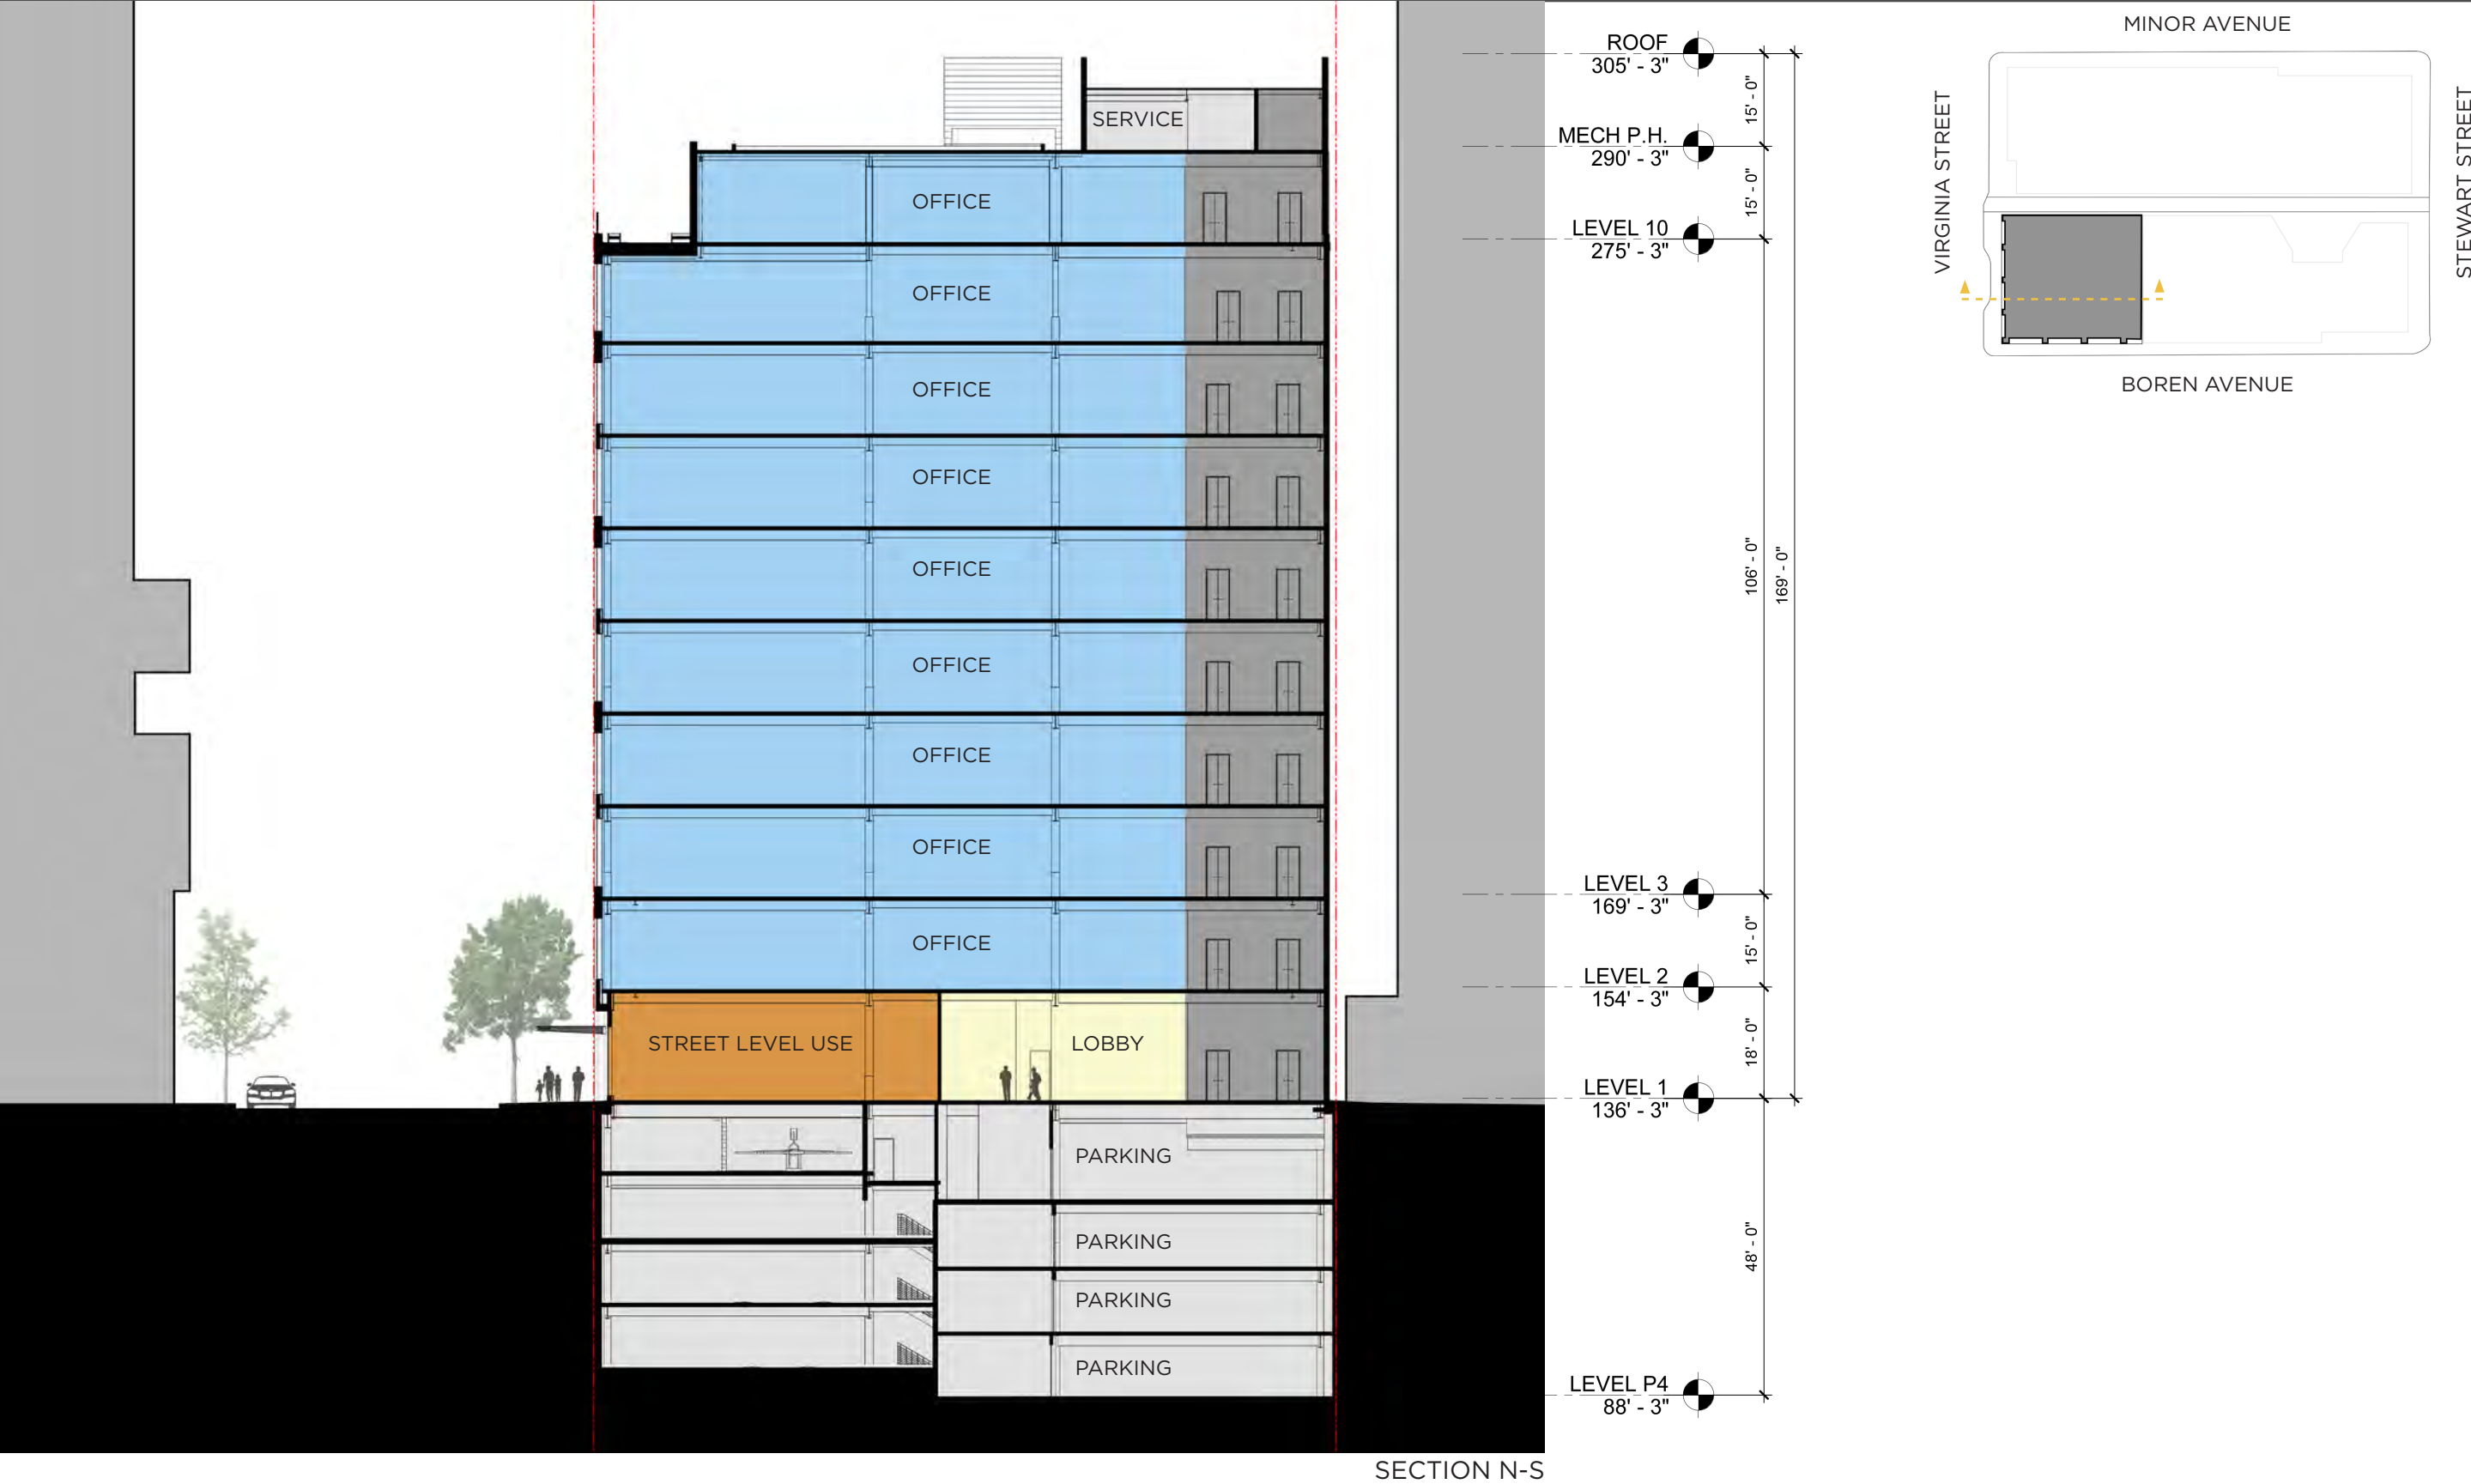 SERVICE
OFFICE
OFFICE
OFFICE
OFFICE
OFFICE
OFFICE
OFFICE
OFFICE
OFFICE
STREET LEVEL USE
LOBBY
PARKING
PARKING
PARKING
PARKING
ROOF
305' - 3"
15' - 0"
MECH P.H.
290' - 3"
15' - 0"
LEVEL 10
275' - 3"
106' - 0"
169' - 0"
LEVEL 3
169' - 3"
15' - 0"
LEVEL 2
154' - 3"
18' - 0"
LEVEL 1
136' - 3"
48' - 0"
LEVEL P4
88' - 3"
MINOR AVENUE
VIRGINIA STREET
STEWART STREET
BOREN AVENUE
SECTION N-S